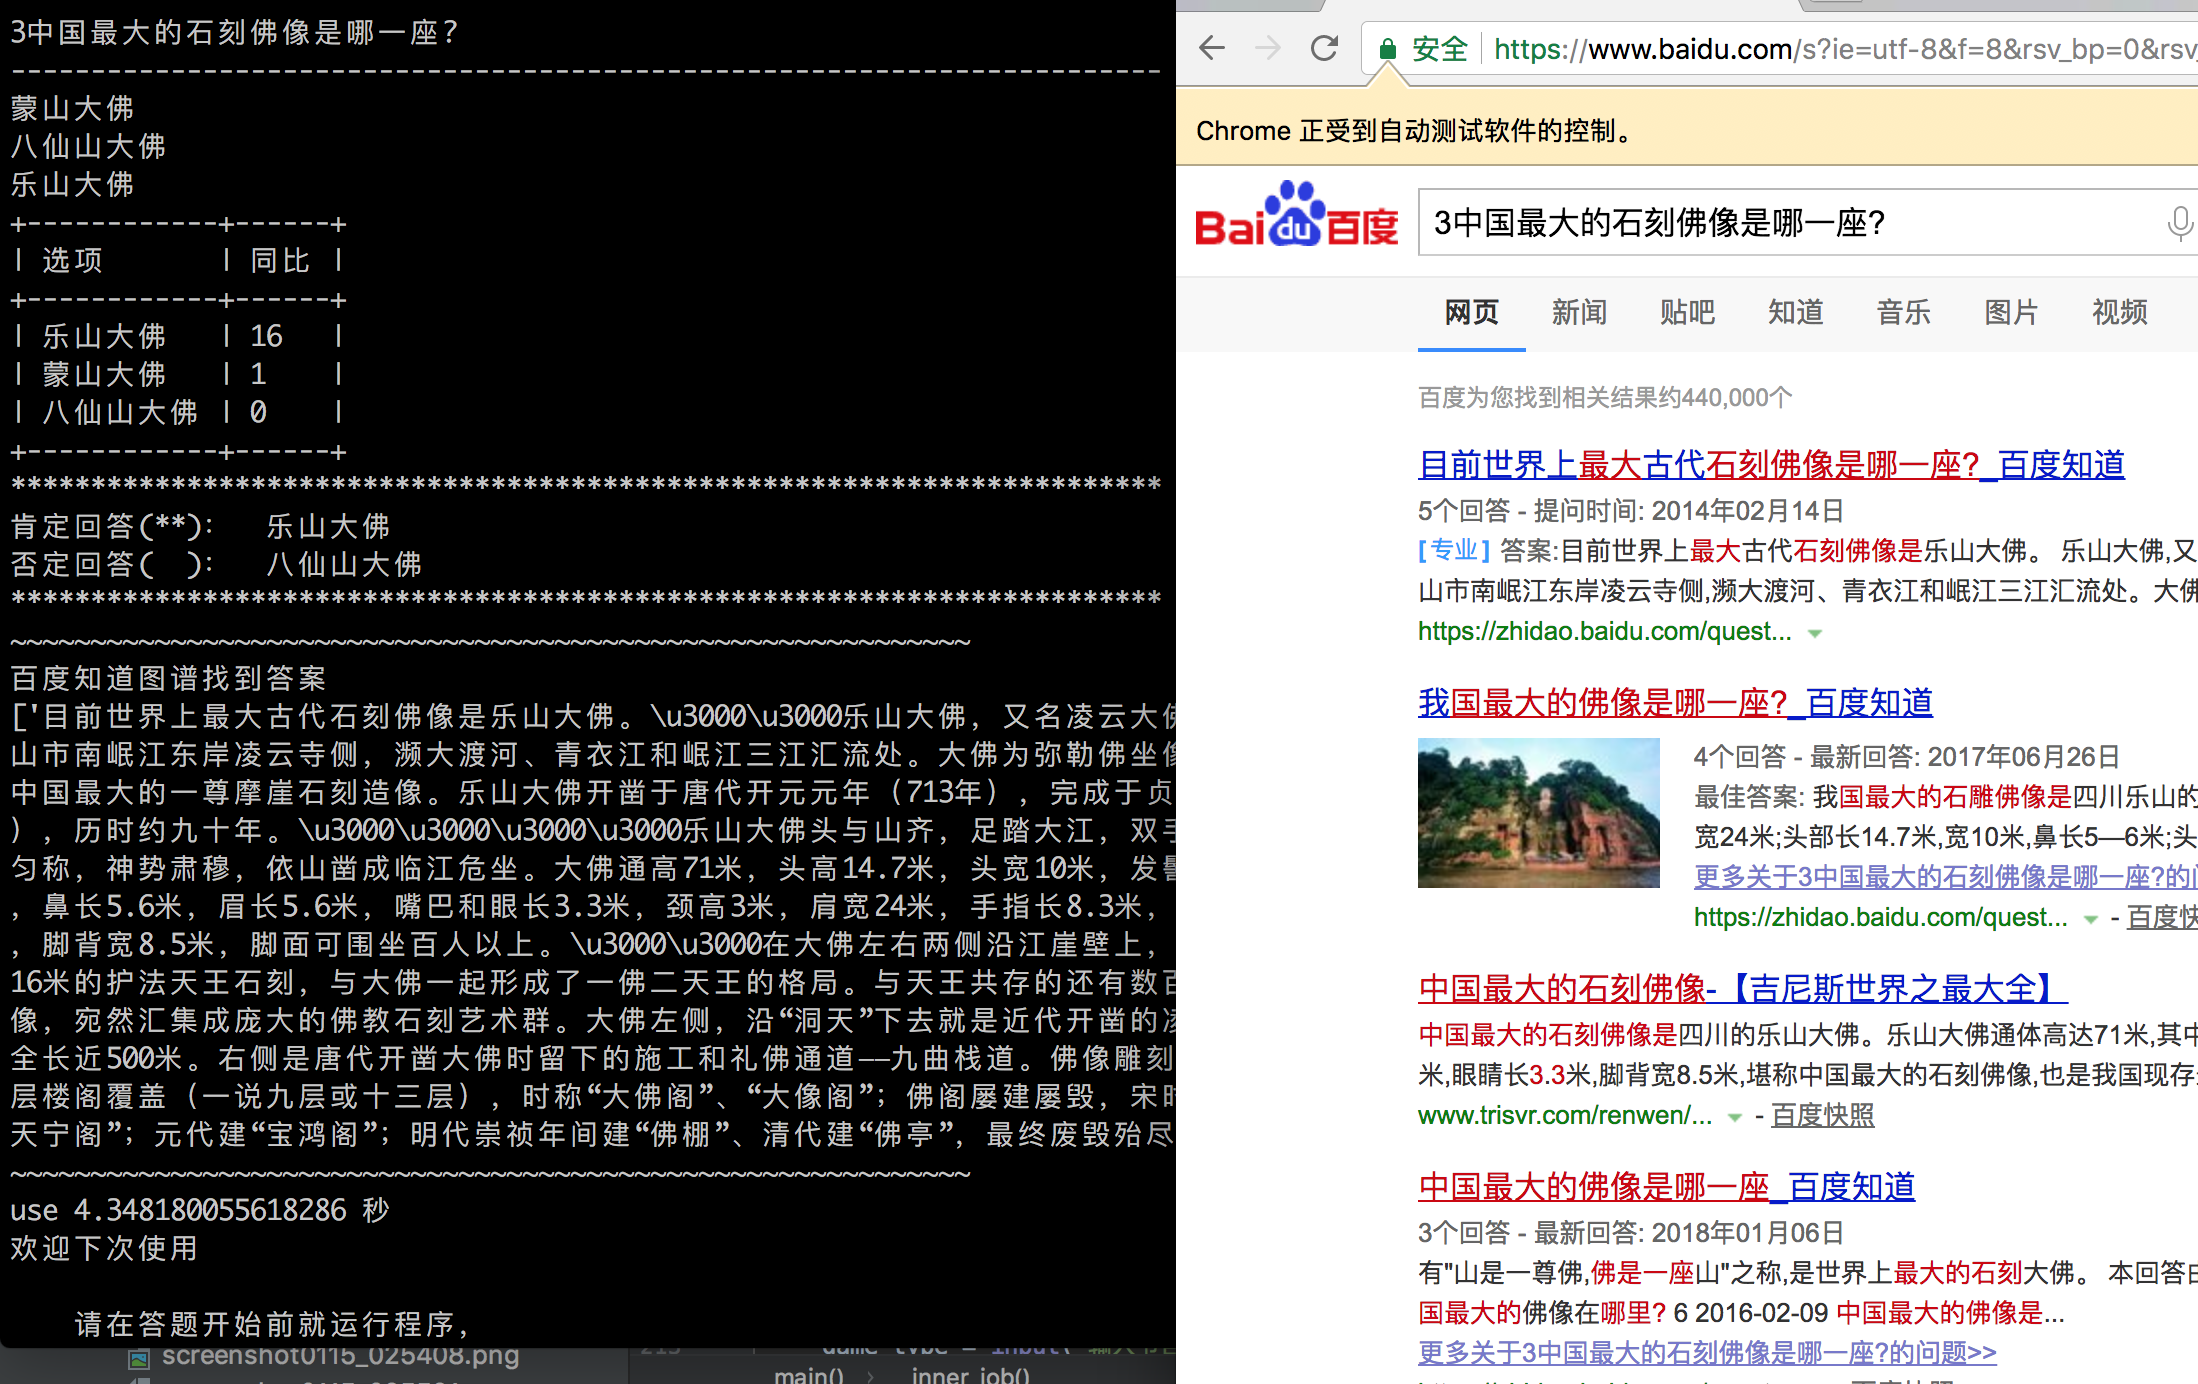 3中国最大的石刻佛像是哪一座?
------------------------------------------------------------------------
蒙山大佛
八仙山大佛
乐山大佛
+------------+------+
| 选项 | 同比 |
+------------+------+
| 乐山大佛 | 16 |
| 蒙山大佛 | 1 |
| 八仙山大佛 | 0 |
+------------+------+
************************************************************************
肯定回答(**): 乐山大佛
否定回答( ): 八仙山大佛
************************************************************************
~~~~~~~~~~~~~~~~~~~~~~~~~~~~~~~~~~~~~~~~~~~~~~~~~~~~~~~~~~~~
百度知道图谱找到答案
['目前世界上最大古代石刻佛像是乐山大佛。\u3000\u3000乐山大佛，又名凌云大佛
山市南岷江东岸凌云寺侧，濒大渡河、青衣江和岷江三江汇流处。大佛为弥勒佛坐像
中国最大的一尊摩崖石刻造像。乐山大佛开凿于唐代开元元年（713年），完成于贞
），历时约九十年。\u3000\u3000\u3000\u3000乐山大佛头与山齐，足踏大江，双手
匀称，神势肃穆，依山凿成临江危坐。大佛通高71米，头高14.7米，头宽10米，发髻
，鼻长5.6米，眉长5.6米，嘴巴和眼长3.3米，颈高3米，肩宽24米，手指长8.3米，
，脚背宽8.5米，脚面可围坐百人以上。\u3000\u3000在大佛左右两侧沿江崖壁上，
16米的护法天王石刻，与大佛一起形成了一佛二天王的格局。与天王共存的还有数百
像，宛然汇集成庞大的佛教石刻艺术群。大佛左侧，沿“洞天”下去就是近代开凿的凌
全长近500米。右侧是唐代开凿大佛时留下的施工和礼佛通道——九曲栈道。佛像雕刻
层楼阁覆盖（一说九层或十三层），时称“大佛阁”、“大像阁”；佛阁屡建屡毁，宋时
天宁阁”；元代建“宝鸿阁”；明代崇祯年间建“佛棚”、清代建“佛亭”，最终废毁殆尽
~~~~~~~~~~~~~~~~~~~~~~~~~~~~~~~~~~~~~~~~~~~~~~~~~~~~~~~~~~~~
use 4.348180055618286 秒
欢迎下次使用
请在答题开始前就运行程序，
screenshot0115_025408.png
main() › inner_job()
安全 https://www.baidu.com/s?ie=utf-8&f=8&rsv_bp=0&rsv_
Chrome 正受到自动测试软件的控制。
Bai du 百度 3中国最大的石刻佛像是哪一座?
网页 新闻 贴吧 知道 音乐 图片 视频
百度为您找到相关结果约440,000个
目前世界上最大古代石刻佛像是哪一座?_百度知道
5个回答 - 提问时间: 2014年02月14日
[专业] 答案:目前世界上最大古代石刻佛像是乐山大佛。 乐山大佛,又
山市南岷江东岸凌云寺侧,濒大渡河、青衣江和岷江三江汇流处。大佛
https://zhidao.baidu.com/quest...
我国最大的佛像是哪一座?_百度知道
4个回答 - 最新回答: 2017年06月26日
最佳答案: 我国最大的石雕佛像是四川乐山的
宽24米;头部长14.7米,宽10米,鼻长5—6米;头
更多关于3中国最大的石刻佛像是哪一座?的问
https://zhidao.baidu.com/quest... - 百度快
中国最大的石刻佛像-【吉尼斯世界之最大全】
中国最大的石刻佛像是四川的乐山大佛。乐山大佛通体高达71米,其中
米,眼睛长3.3米,脚背宽8.5米,堪称中国最大的石刻佛像,也是我国现存
www.trisvr.com/renwen/... - 百度快照
中国最大的佛像是哪一座_百度知道
3个回答 - 最新回答: 2018年01月06日
有"山是一尊佛,佛是一座山"之称,是世界上最大的石刻大佛。 本回答由
国最大的佛像在哪里? 6 2016-02-09 中国最大的佛像是...
更多关于3中国最大的石刻佛像是哪一座?的问题>>